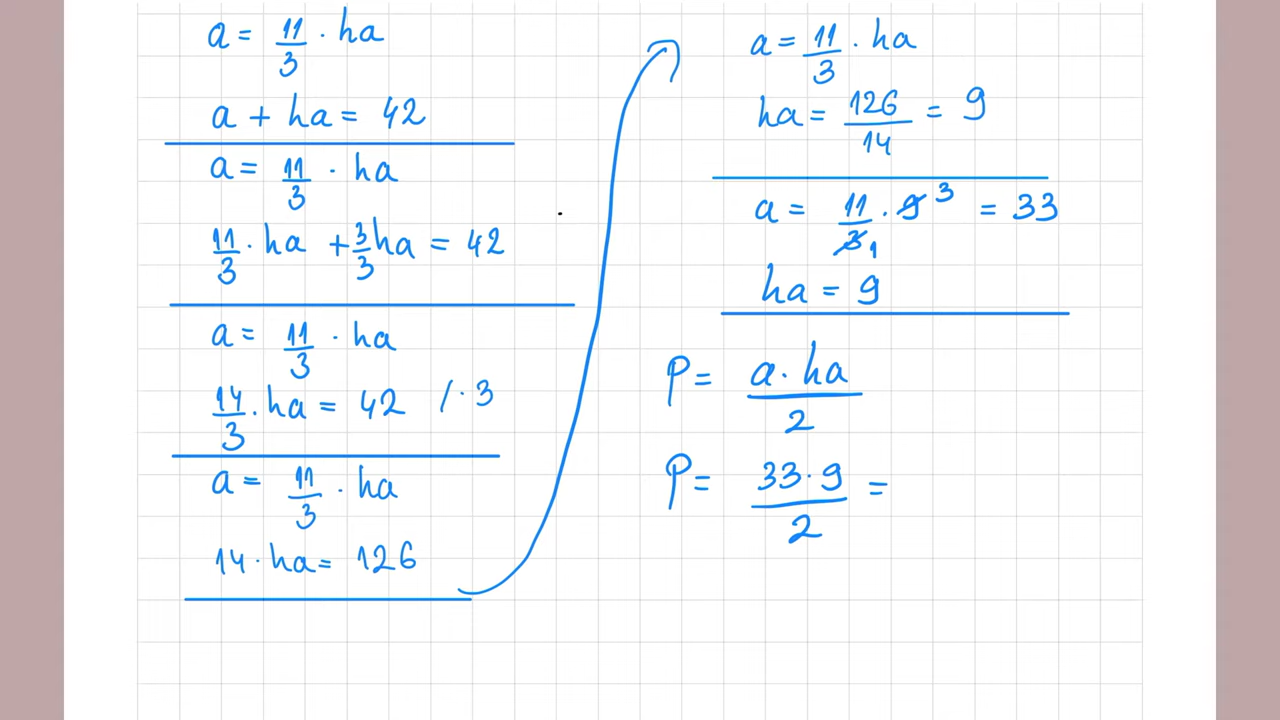 a = 11/3 · ha
a + ha = 42
a = 11/3 · ha
11/3 · ha + 3/3 ha = 42
a = 11/3 · ha
14/3 · ha = 42 / · 3
a = 11/3 · ha
14 · ha = 126
a = 11/3 · ha
ha = 126/14 = 9
a = 11/3 1 · 9 3 = 33
ha = 9
P = a · ha/2
P = 33 · 9/2 =